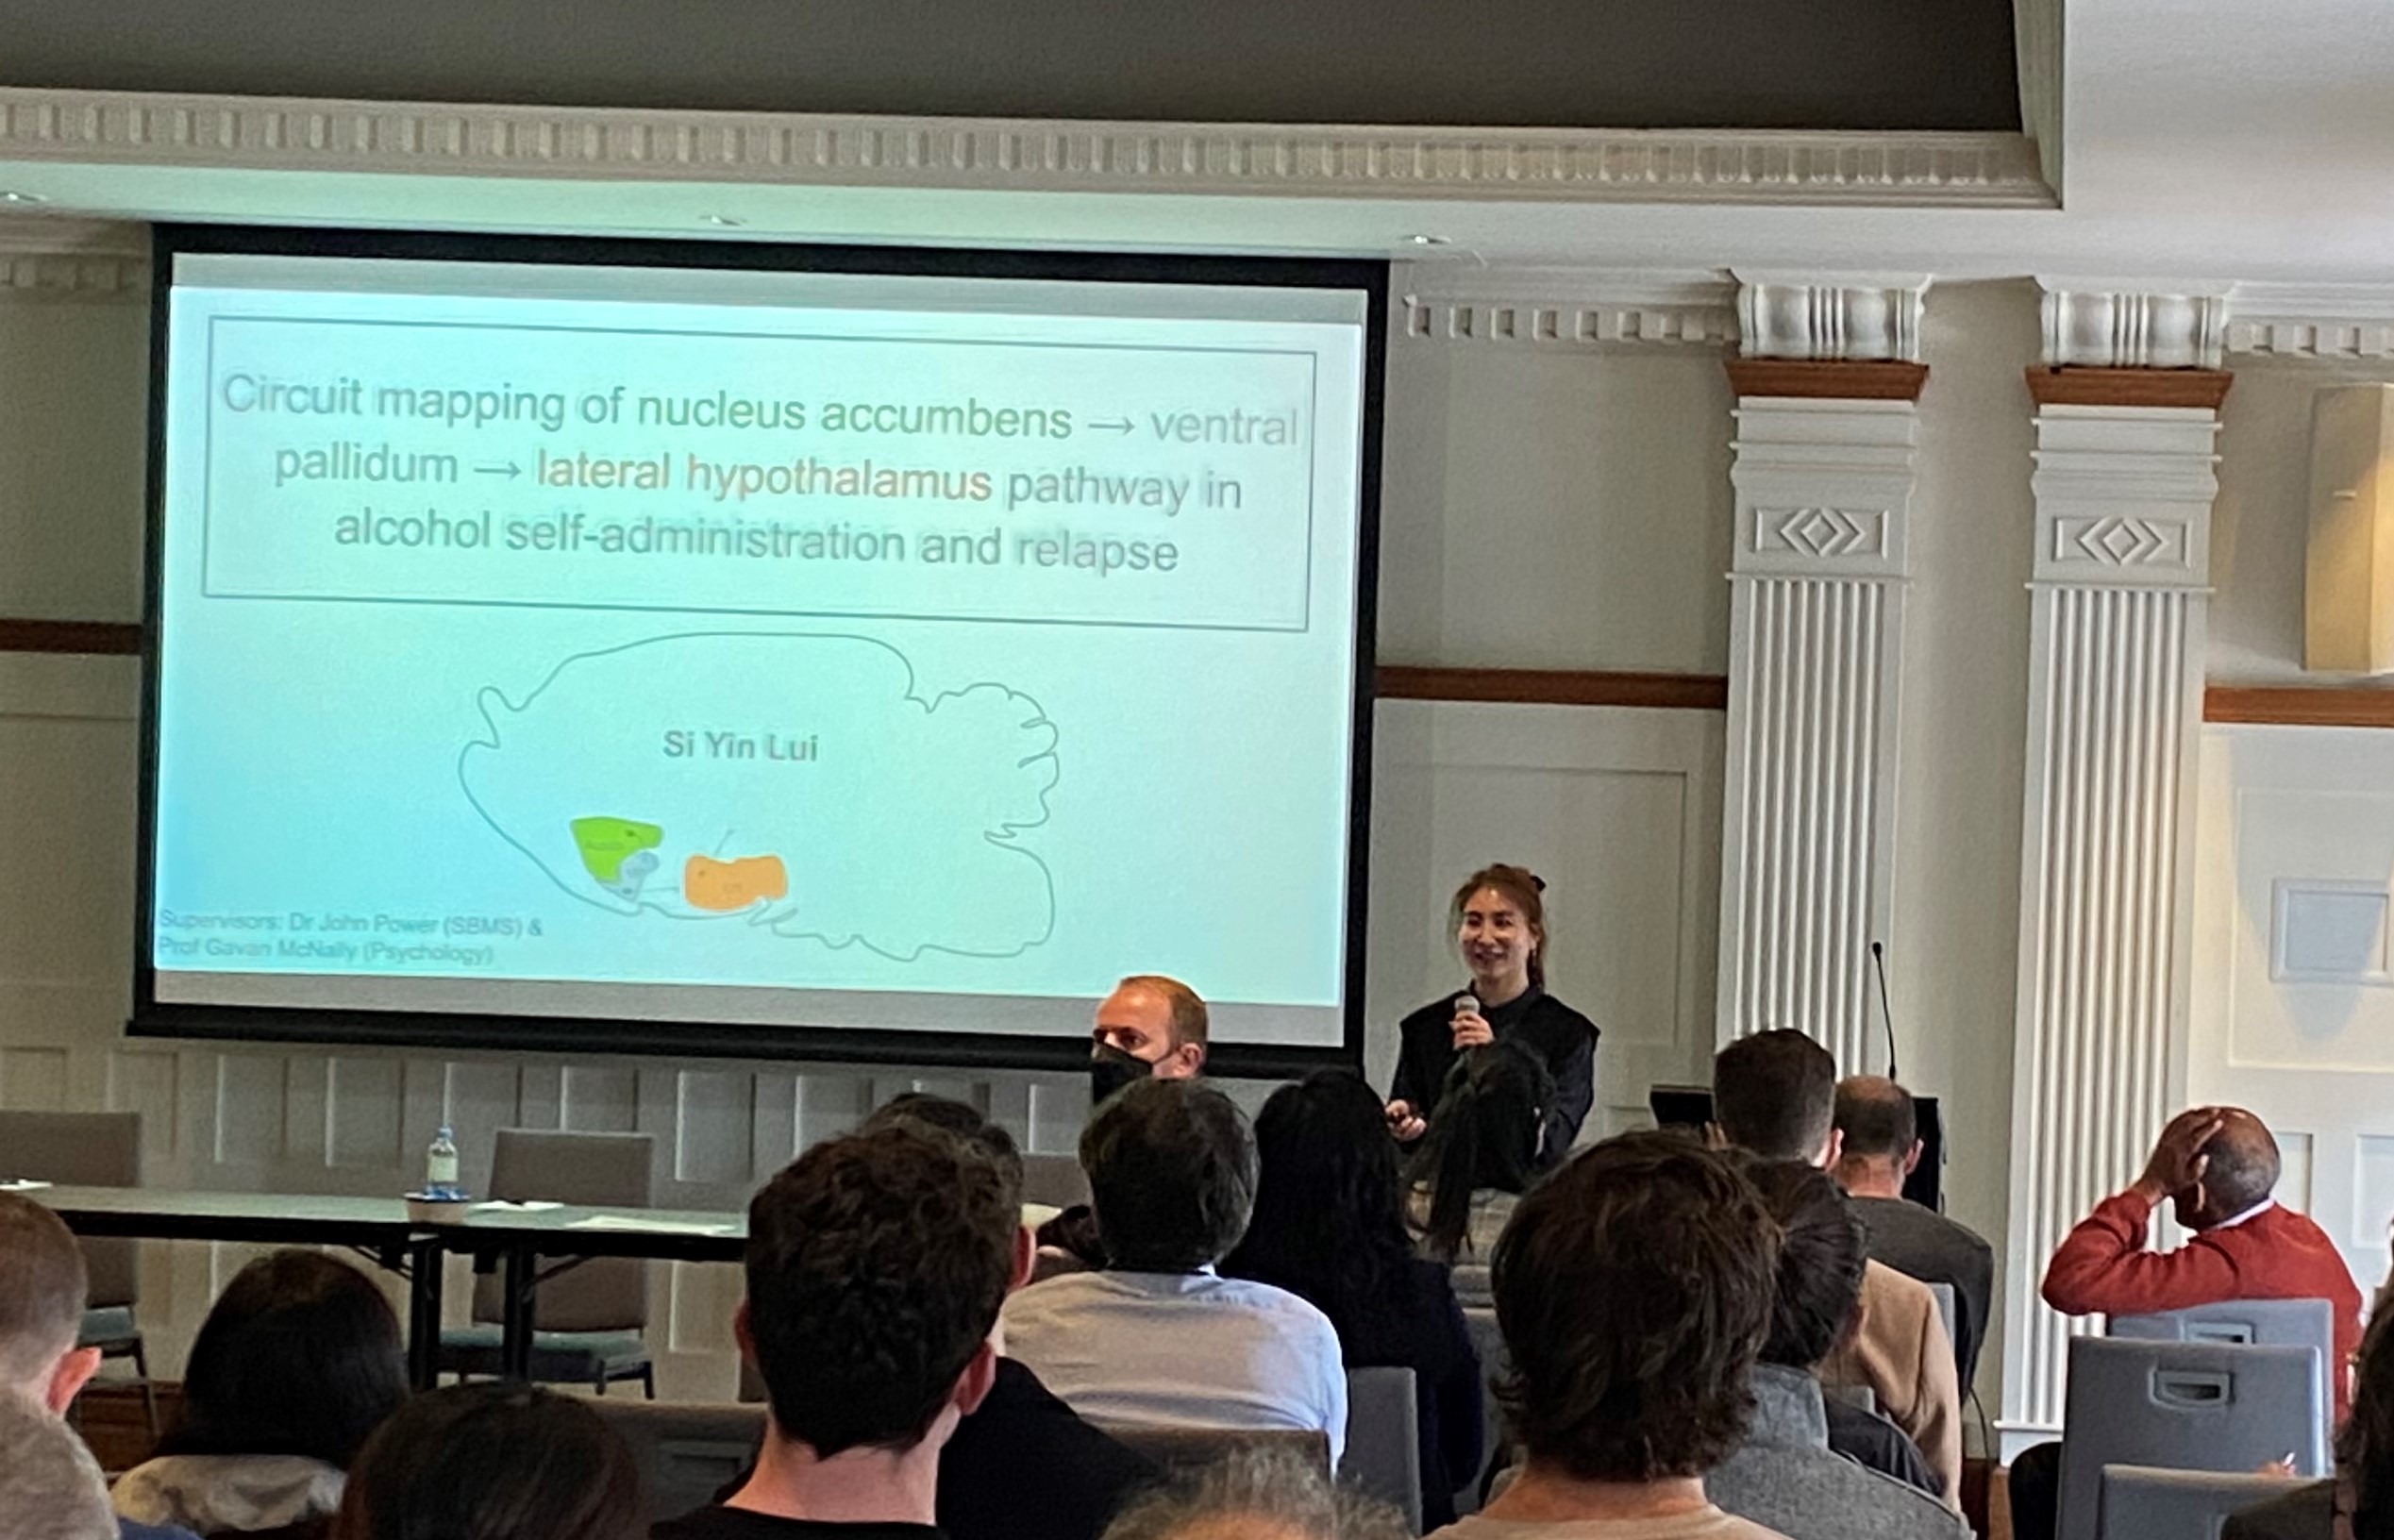 Circuit mapping of nucleus accumbens → ventral
pallidum → lateral hypothalamus pathway in
alcohol self-administration and relapse
Si Yin Lui
Supervisors: Dr John Power (SBMS) &
Prof Gavan McNally (Psychology)